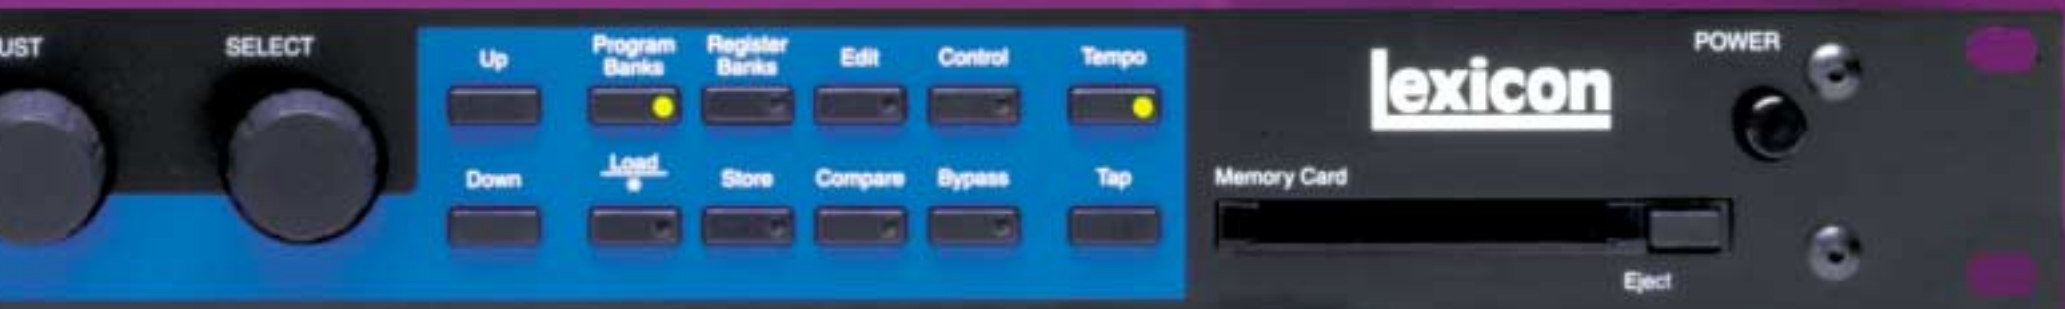 UST
SELECT
Up
Program
Banks
Register
Banks
Edit
Control
Tempo
lexicon
POWER
Down
Load
Store
Compare
Bypass
Tap
Memory Card
Eject